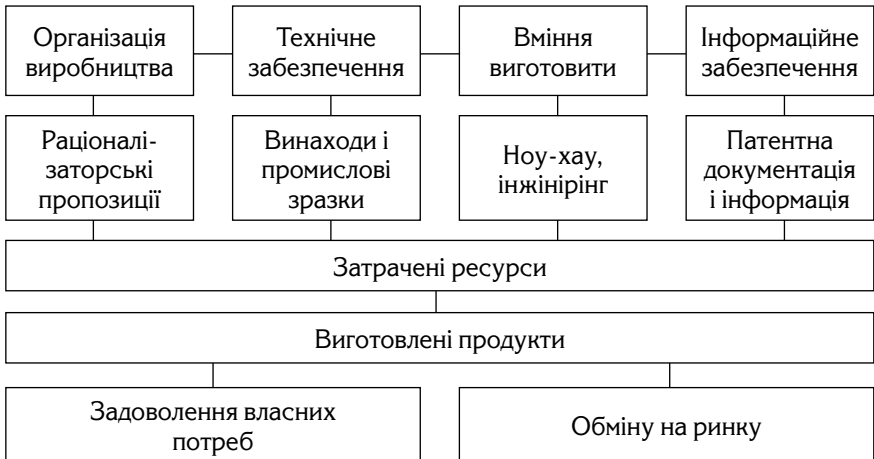 Організація
виробництва
Технічне
забезпечення
Вміння
виготовити
Інформаційне
забезпечення
Раціоналі-
заторські
пропозиції
Винаходи і
промислові
зразки
Ноу-хау,
інжінірінг
Патентна
документація
і інформація
Затрачені ресурси
Виготовлені продукти
Задоволення власних
потреб
Обміну на ринку